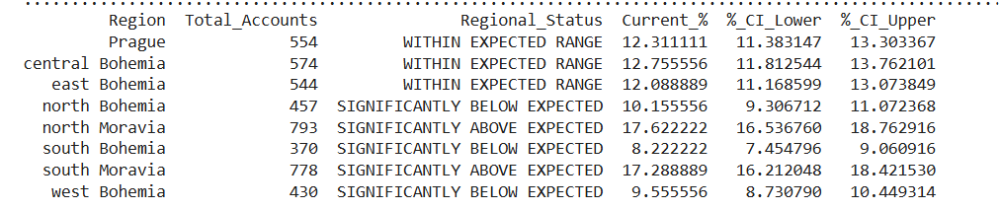 Region Total_Accounts Regional_Status Current_% %_CI_Lower %_CI_Upper
Prague 554 WITHIN EXPECTED RANGE 12.311111 11.383147 13.303367
central Bohemia 574 WITHIN EXPECTED RANGE 12.755556 11.812544 13.762101
east Bohemia 544 WITHIN EXPECTED RANGE 12.088889 11.168599 13.073849
north Bohemia 457 SIGNIFICANTLY BELOW EXPECTED 10.155556 9.306712 11.072368
north Moravia 793 SIGNIFICANTLY ABOVE EXPECTED 17.622222 16.536760 18.762916
south Bohemia 370 SIGNIFICANTLY BELOW EXPECTED 8.222222 7.454796 9.060916
south Moravia 778 SIGNIFICANTLY ABOVE EXPECTED 17.288889 16.212048 18.421530
west Bohemia 430 SIGNIFICANTLY BELOW EXPECTED 9.555556 8.730790 10.449314